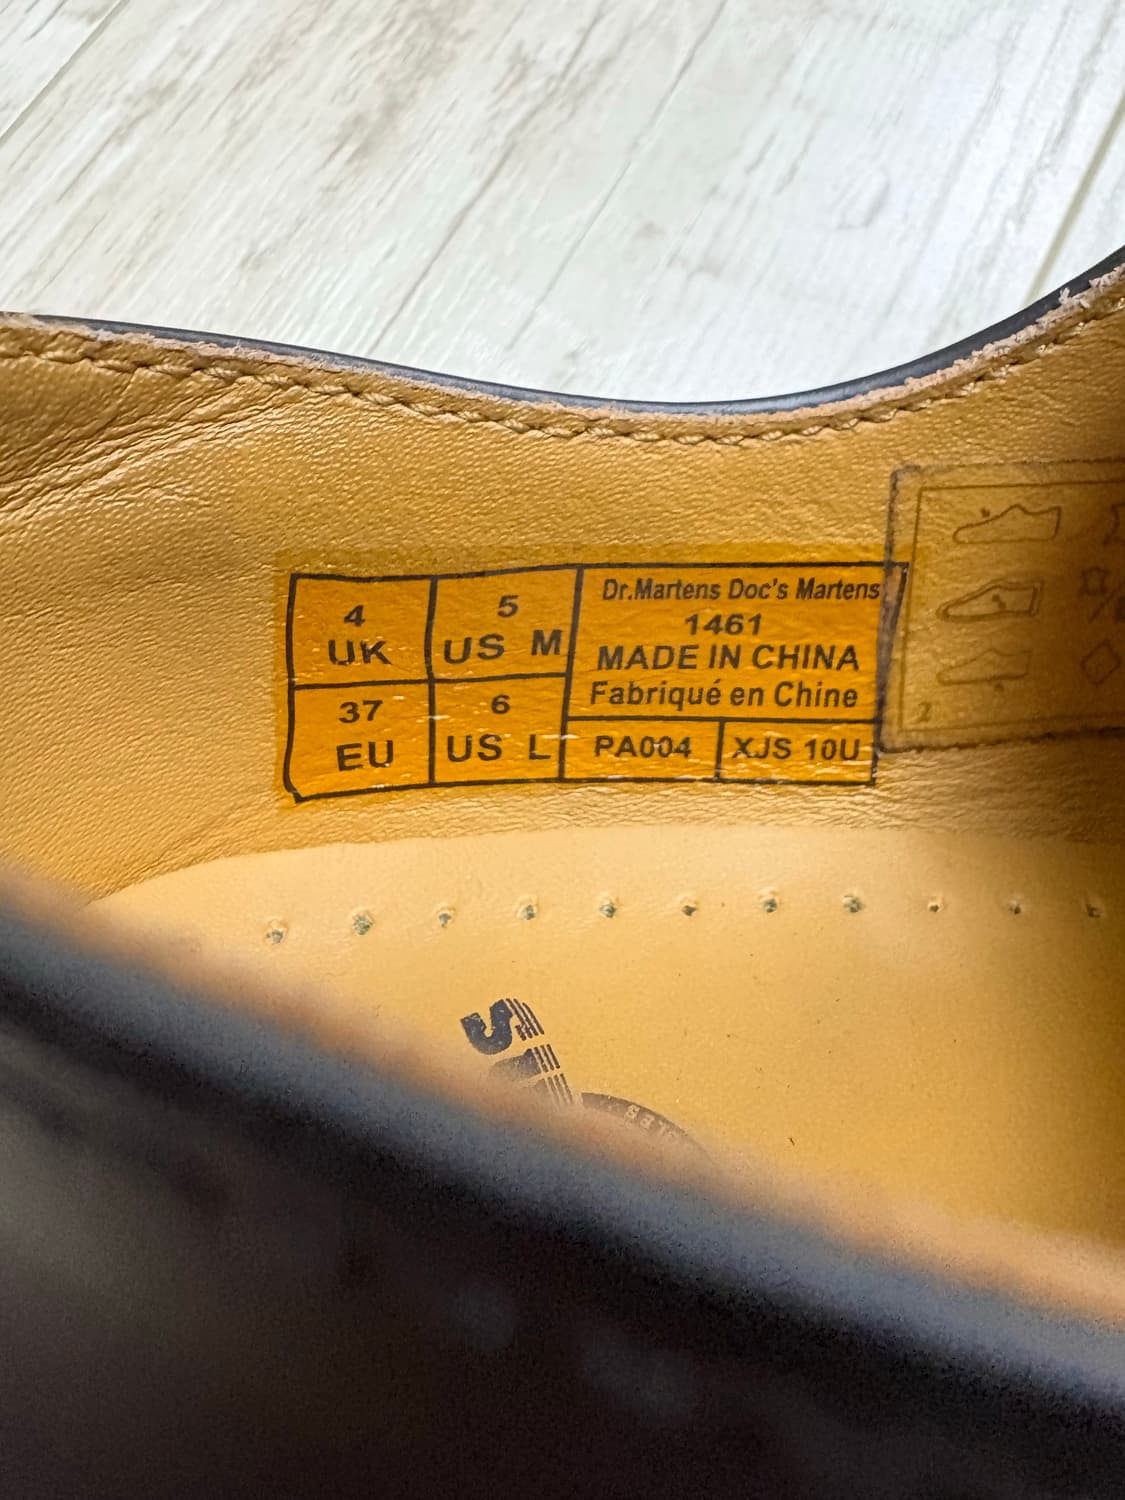 4
UK
5
US M
37
EU
6
US L
Dr.Martens Doc's Martens
1461
MADE IN CHINA
Fabriqué en Chine
PA004
XJS 10U
2